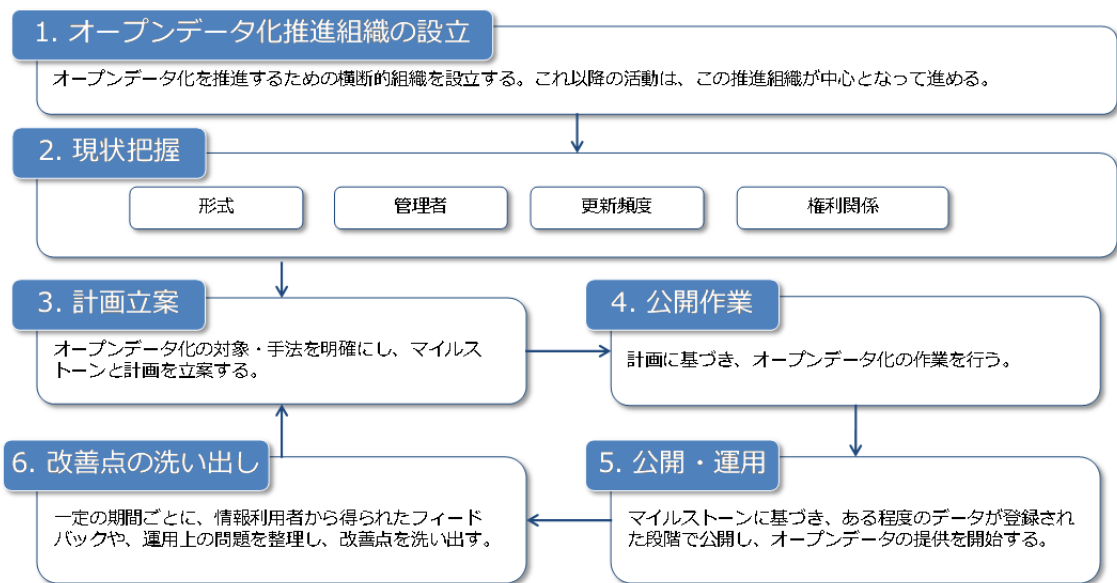 1. オープンデータ化推進組織の設立
オープンデータ化を推進するための横断的組織を設立する。これ以降の活動は、この推進組織が中心となって進める。
2. 現状把握
形式
管理者
更新頻度
権利関係
3. 計画立案
オープンデータ化の対象・手法を明確にし、マイルス
トーンと計画を立案する。
4. 公開作業
計画に基づき、オープンデータ化の作業を行う。
5. 公開・運用
マイルストーンに基づき、ある程度のデータが登録され
た段階で公開し、オープンデータの提供を開始する。
6. 改善点の洗い出し
一定の期間ごとに、情報利用者から得られたフィード
バックや、運用上の問題を整理し、改善点を洗い出す。